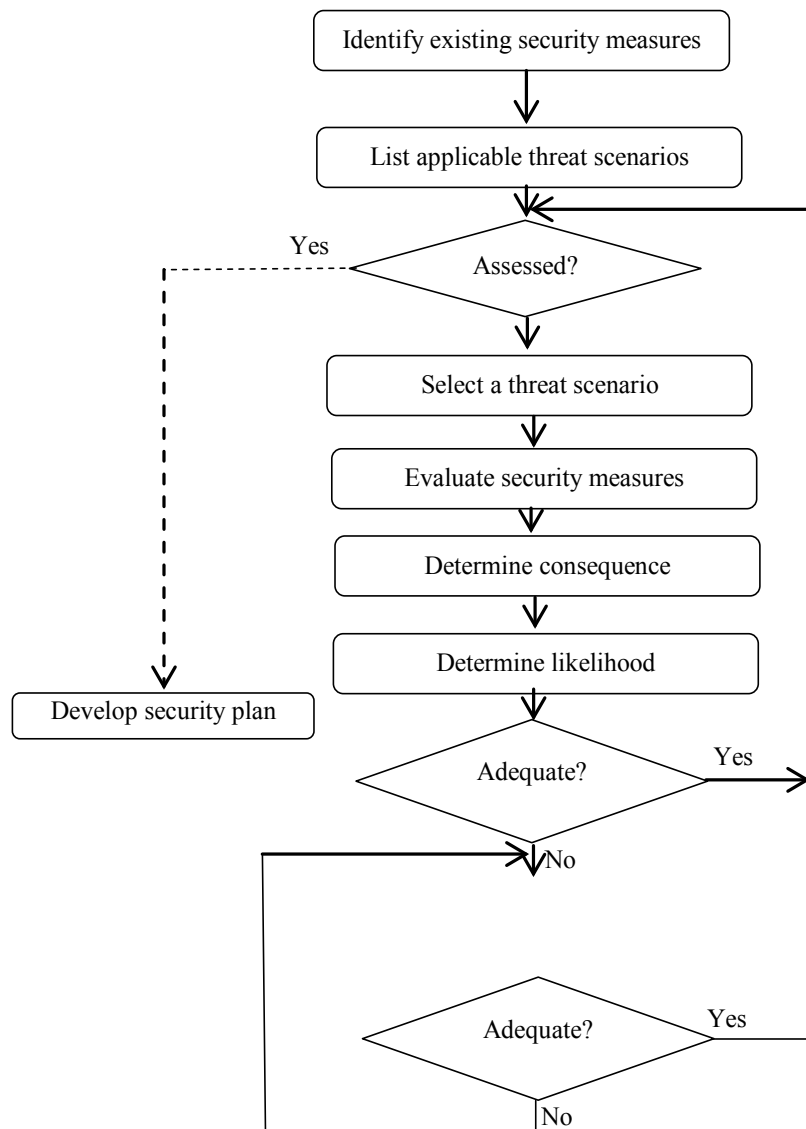 Identify existing security measures
List applicable threat scenarios
Yes
Assessed?
Select a threat scenario
Evaluate security measures
Determine consequence
Determine likelihood
Develop security plan
Adequate?
Yes
No
Adequate?
Yes
No